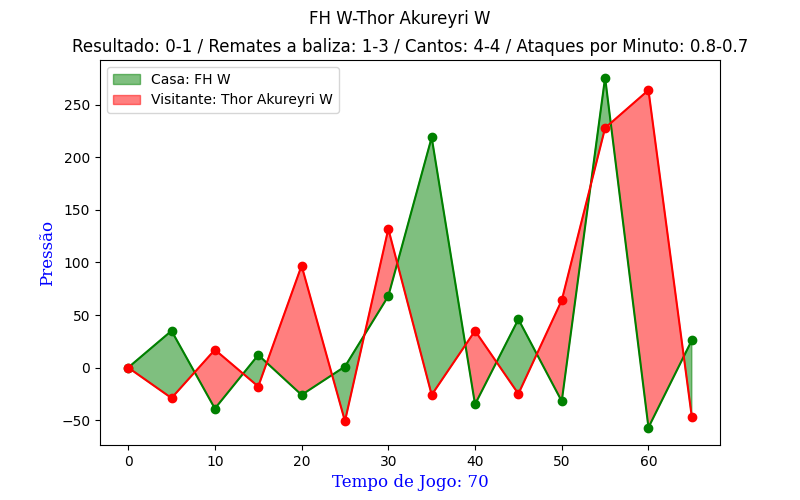 FH W-Thor Akureyri W
Resultado: 0-1 / Remates a baliza: 1-3 / Cantos: 4-4 / Ataques por Minuto: 0.8-0.7
Casa: FH W
Visitante: Thor Akureyri W
250
200
150
100
50
0
−50
Pressão
0 10 20 30 40 50 60
Tempo de Jogo: 70